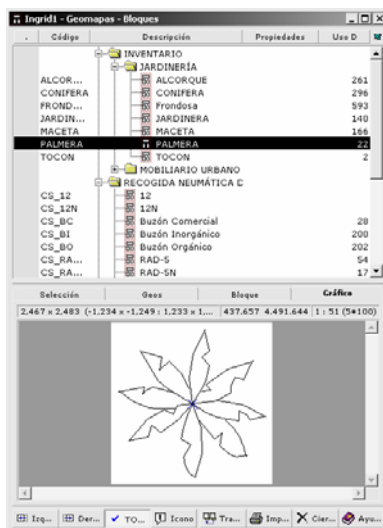 Ingrid1 - Geomapas - Bloques
. Código Descripción Propiedades Uso D
INVENTARIO
JARDINERÍA
ALCOR... ALCORQUE 261
CONIFERA CONIFERA 296
FROND... Frondosa 593
JARDIN... JARDINERA 140
MACETA MACETA 166
PALMERA PALMERA 22
TOCON TOCON 2
MOBILIARIO URBANO
RECOGIDA NEUMÁTICA D
CS_12 12
CS_12N 12N
CS_BC Buzón Comercial 28
CS_BI Buzón Inorgánico 200
CS_BO Buzón Orgánico 202
CS_RA... RAD-S 54
CS_RA... RAD-SN 17
Selección Geos Bloque Gráfico
2,467 x 2,483 (-1,234 x -1,249 : 1,233 x 1,... 437.657 4.491.644 1 : 51 (5*100)
Izq... Der... TO... Icono Tra... Imp... Cier... Ayu...